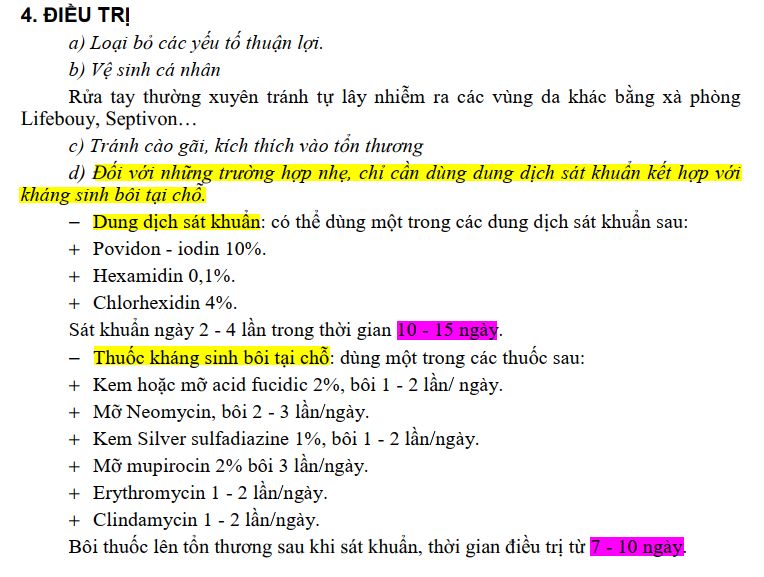 4. ĐIỀU TRỊ
a) Loại bỏ các yếu tố thuận lợi.
b) Vệ sinh cá nhân
Rửa tay thường xuyên tránh tự lây nhiễm ra các vùng da khác bằng xà phòng
Lifebouy, Septivon…
c) Tránh cào gãi, kích thích vào tổn thương
d) Đối với những trường hợp nhẹ, chỉ cần dùng dung dịch sát khuẩn kết hợp với
kháng sinh bôi tại chỗ.
− Dung dịch sát khuẩn: có thể dùng một trong các dung dịch sát khuẩn sau:
+ Povidon - iodin 10%.
+ Hexamidin 0,1%.
+ Chlorhexidin 4%.
Sát khuẩn ngày 2 - 4 lần trong thời gian 10 - 15 ngày.
− Thuốc kháng sinh bôi tại chỗ: dùng một trong các thuốc sau:
+ Kem hoặc mỡ acid fucidic 2%, bôi 1 - 2 lần/ ngày.
+ Mỡ Neomycin, bôi 2 - 3 lần/ngày.
+ Kem Silver sulfadiazine 1%, bôi 1 - 2 lần/ngày.
+ Mỡ mupirocin 2% bôi 3 lần/ngày.
+ Erythromycin 1 - 2 lần/ngày.
+ Clindamycin 1 - 2 lần/ngày.
Bôi thuốc lên tổn thương sau khi sát khuẩn, thời gian điều trị từ 7 - 10 ngày.